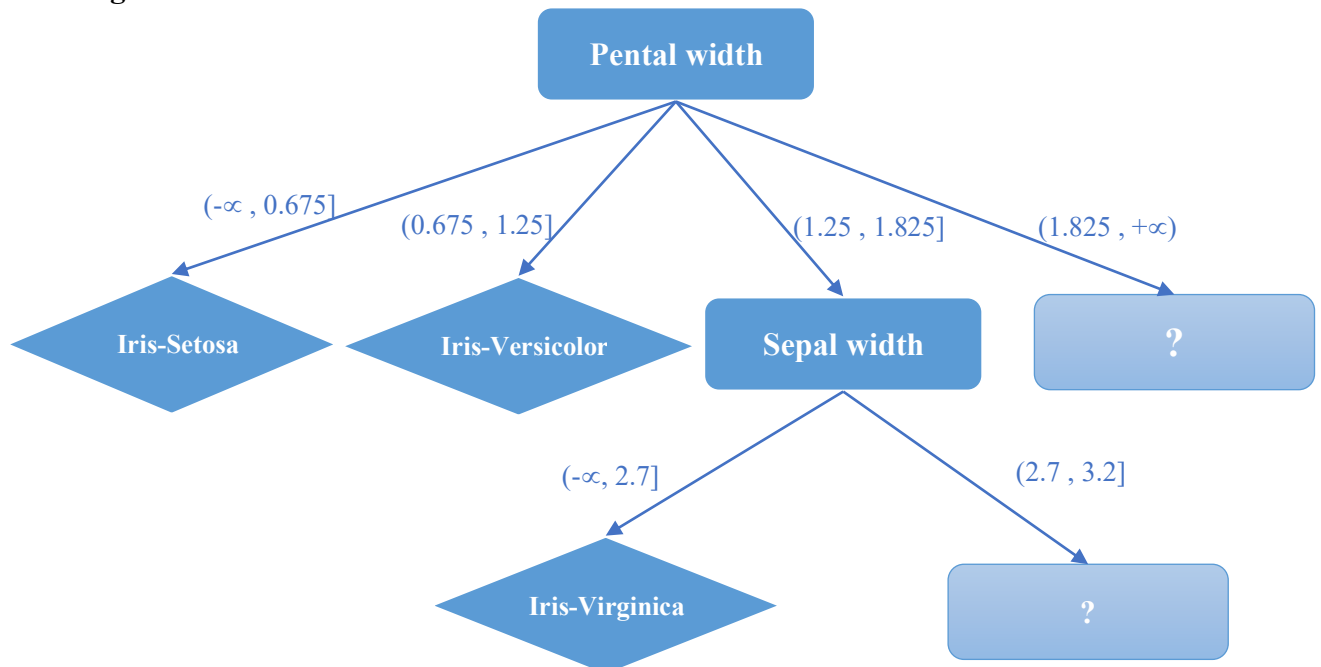 Pental width
(-∞ , 0.675]
(0.675 , 1.25]
(1.25 , 1.825]
(1.825 , +∞)
Iris-Setosa
Iris-Versicolor
Sepal width
?
(-∞, 2.7]
(2.7 , 3.2]
Iris-Virginica
?